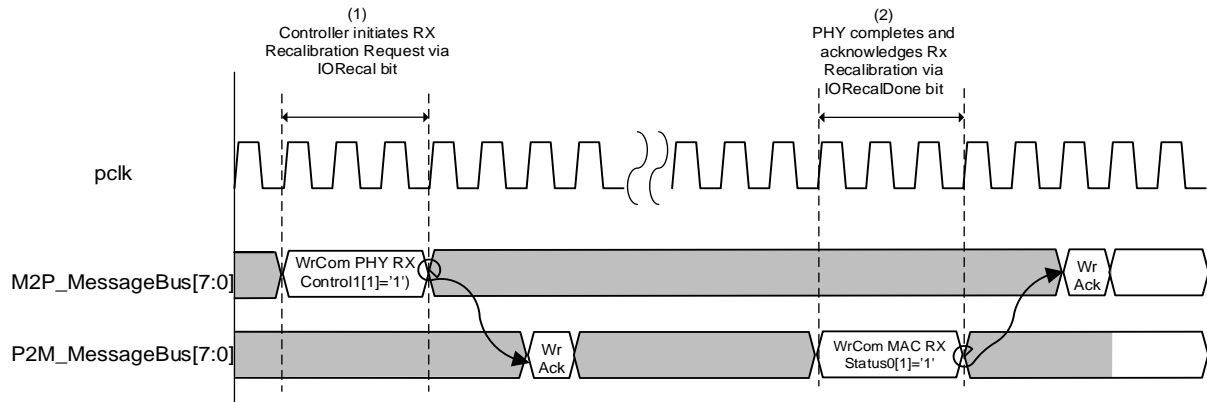 (1)
Controller initiates RX
Recalibration Request via
IORecal bit
(2)
PHY completes and
acknowledges Rx
Recalibration via
IORecalDone bit
pclk
M2P_MessageBus[7:0]
WrCom PHY RX
Control1[1]='1')
Wr
Ack
P2M_MessageBus[7:0]
Wr
Ack
WrCom MAC RX
Status0[1]='1'